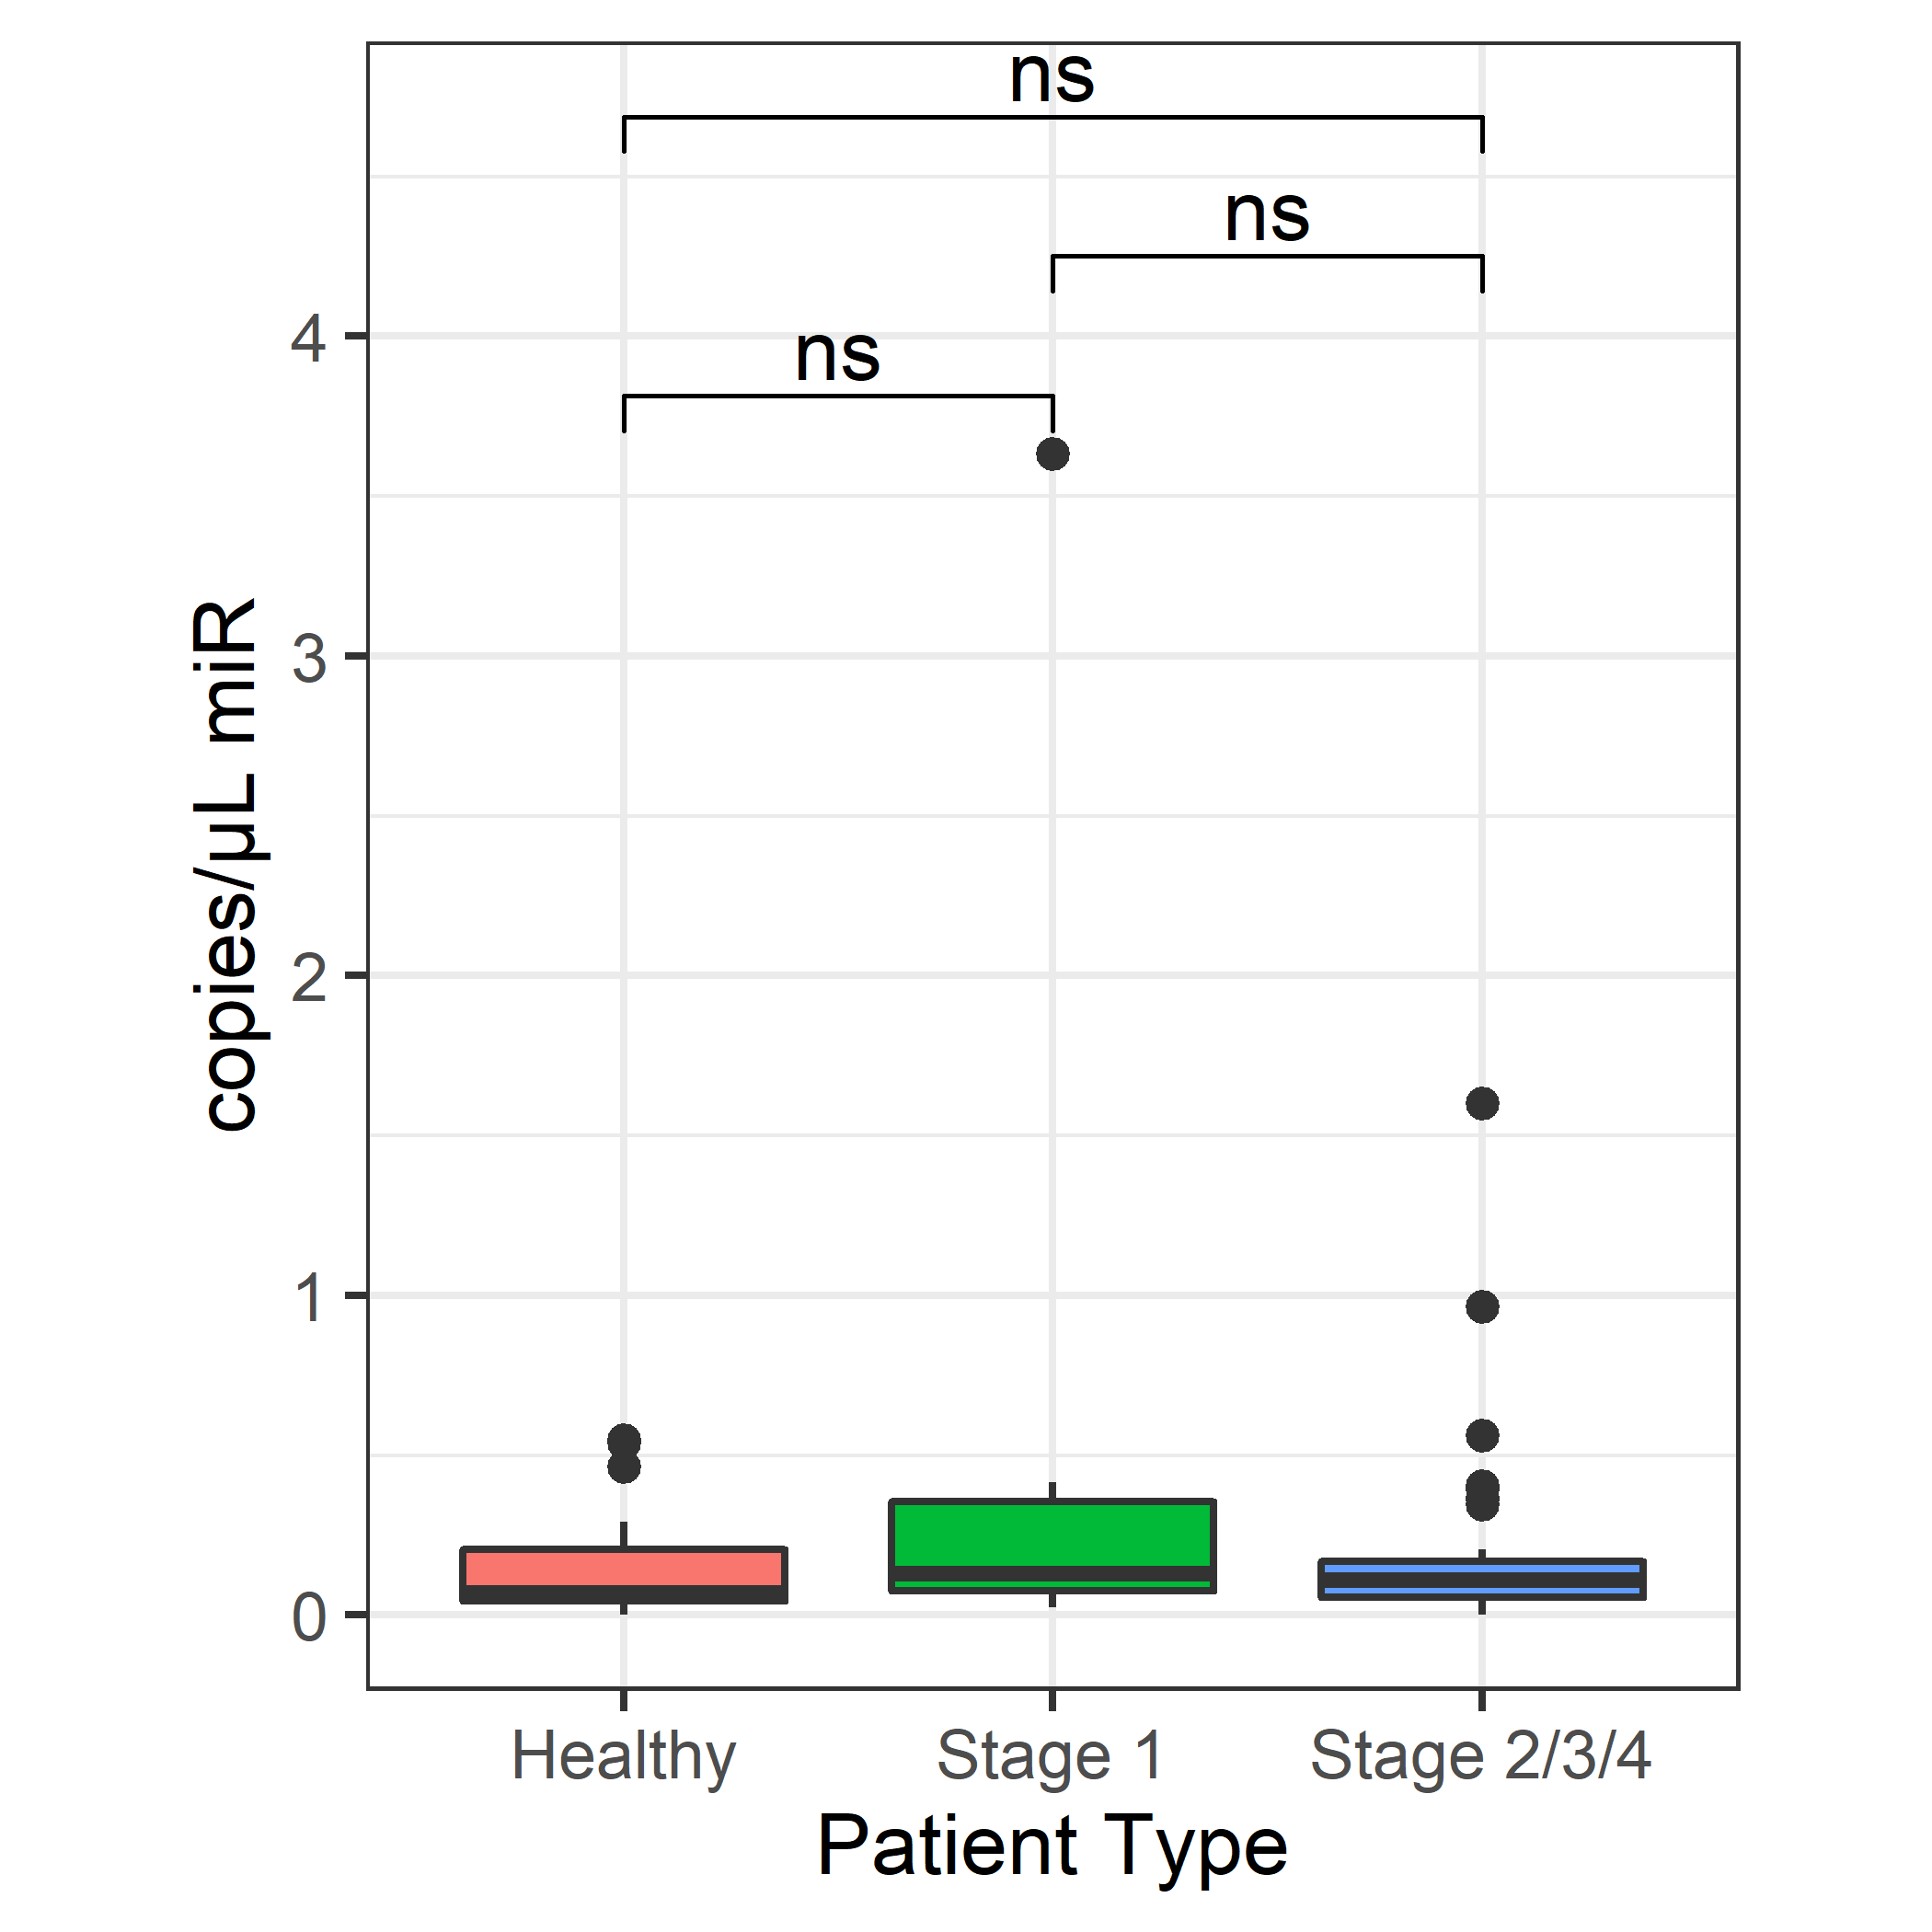 ns
ns
ns
4
3
2
1
0
copies/µL miR
Healthy
Stage 1
Stage 2/3/4
Patient Type